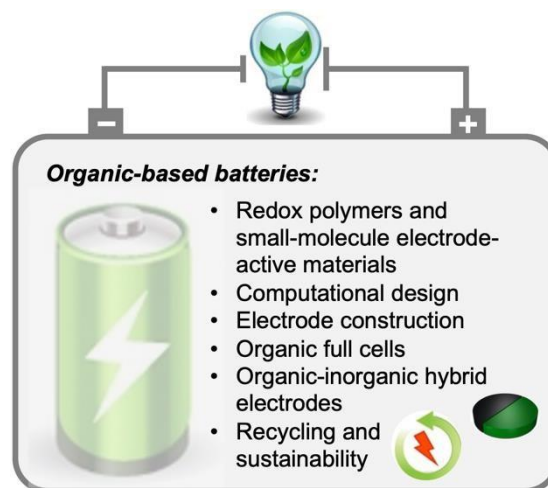 − +
Organic-based batteries:
• Redox polymers and
small-molecule electrode-
active materials
• Computational design
• Electrode construction
• Organic full cells
• Organic-inorganic hybrid
electrodes
• Recycling and
sustainability